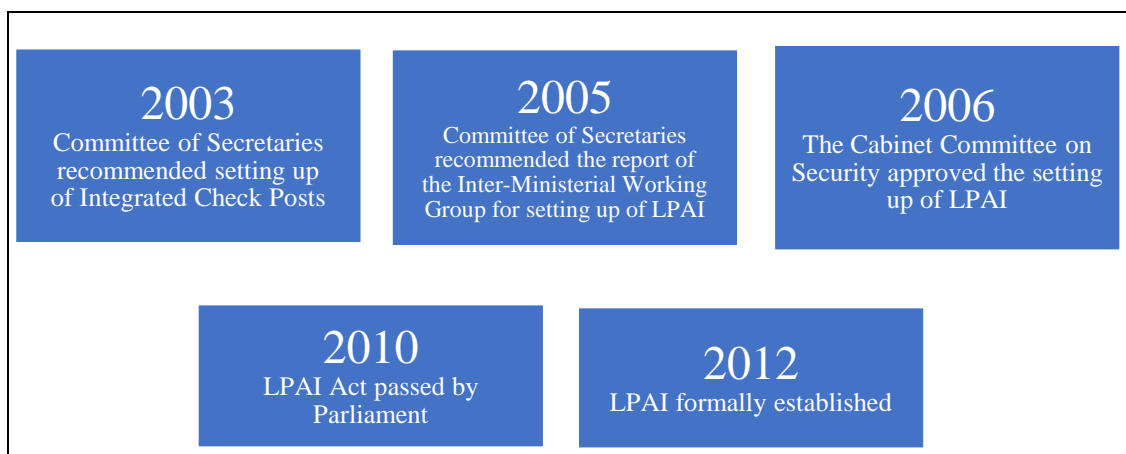 2003
Committee of Secretaries
recommended setting up
of Integrated Check Posts
2005
Committee of Secretaries
recommended the report of
the Inter-Ministerial Working
Group for setting up of LPAI
2006
The Cabinet Committee on
Security approved the setting
up of LPAI
2010
LPAI Act passed by
Parliament
2012
LPAI formally established